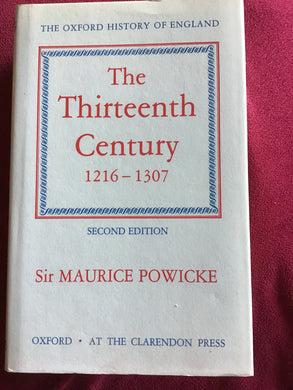 THE OXFORD HISTORY OF ENGLAND
The
Thirteenth
Century
1216–1307
SECOND EDITION
Sir MAURICE POWICKE
OXFORD · AT THE CLARENDON PRESS